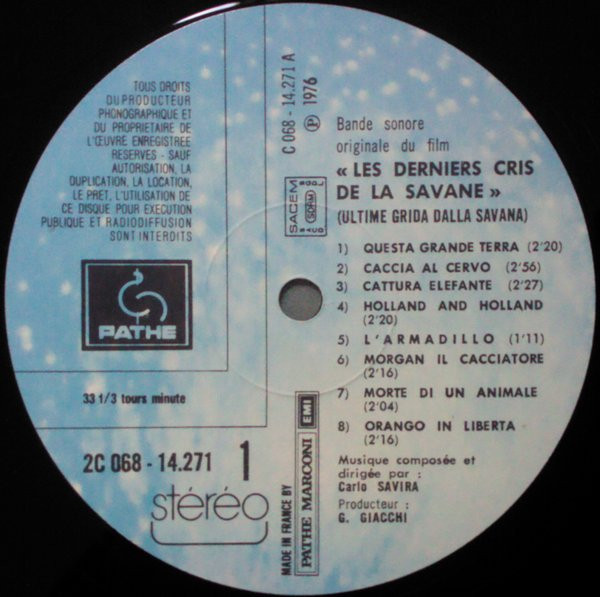 TOUS DROITS
DU PRODUCTEUR
PHONOGRAPHIQUE ET
DU PROPRIETAIRE DE
L'ŒUVRE ENREGISTREE
RESERVES - SAUF
AUTORISATION, LA
DUPLICATION, LA LOCATION,
LE PRET, L'UTILISATION DE
CE DISQUE POUR EXECUTION
PUBLIQUE ET RADIODIFFUSION
SONT INTERDITS
PATHE
33 1/3 tours minute
2C 068 - 14.271 1
stéréo
C 068 - 14.271 A
℗ 1976
SACEM
SDRM
MADE IN FRANCE BY
PATHE MARCONI EMI
Bande sonore
originale du film
« LES DERNIERS CRIS
DE LA SAVANE »
(ULTIME GRIDA DALLA SAVANA)
1) QUESTA GRANDE TERRA (2'20)
2) CACCIA AL CERVO (2'56)
3) CATTURA ELEFANTE (2'27)
4) HOLLAND AND HOLLAND
(2'20)
5) L'ARMADILLO (1'11)
6) MORGAN IL CACCIATORE
(2'16)
7) MORTE DI UN ANIMALE
(2'04)
8) ORANGO IN LIBERTA
(2'16)
Musique composée et
dirigée par :
Carlo SAVIRA
Producteur :
G. GIACCHI